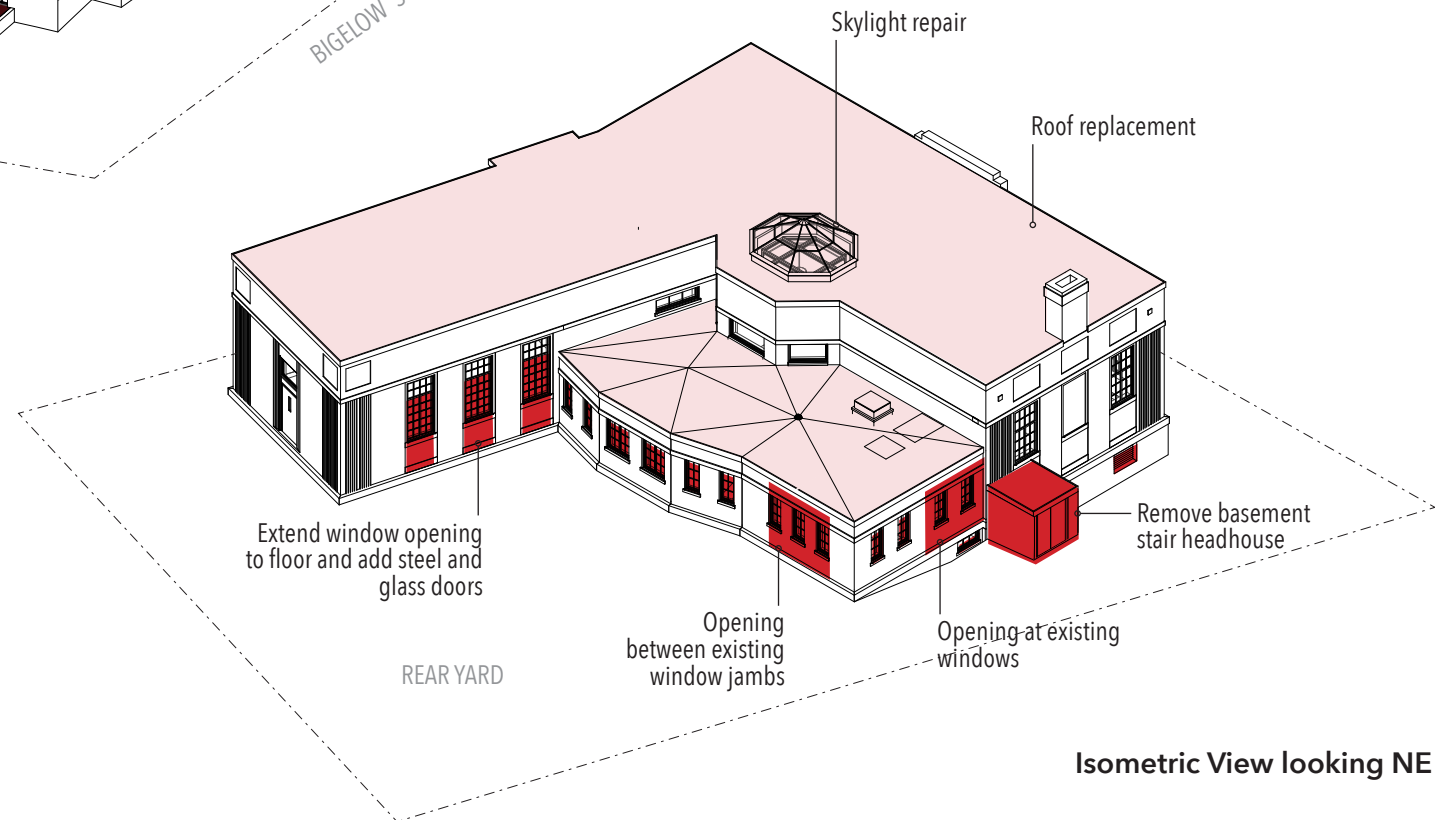 BIGELOW
Skylight repair
Roof replacement
Extend window opening
to floor and add steel and
glass doors
Remove basement
stair headhouse
Opening
between existing
window jambs
Opening at existing
windows
REAR YARD
Isometric View looking NE